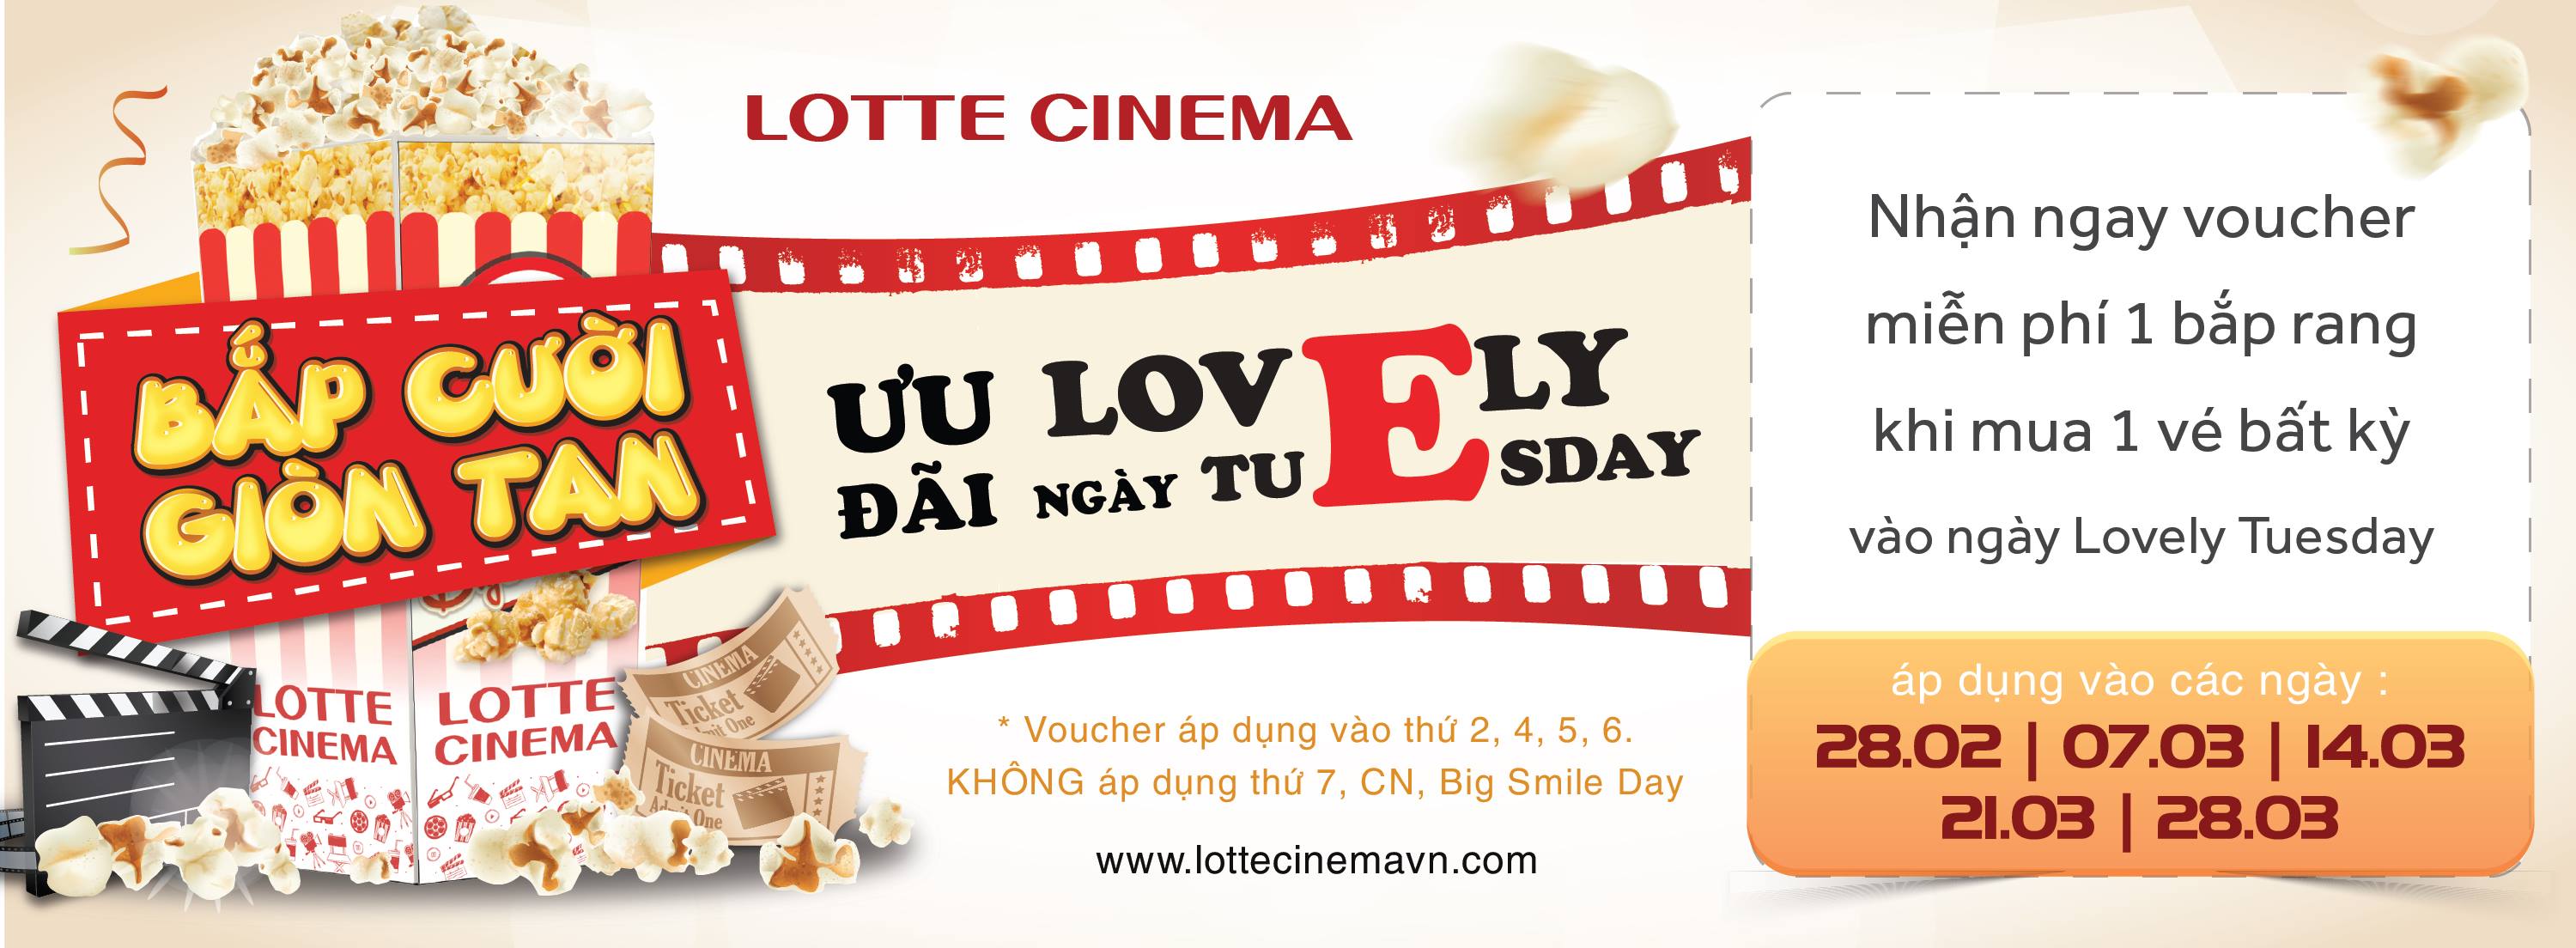 LOTTE CINEMA
BẮP CƯỜI
GIÒN TAN
ƯU ĐÃI
LOVELY
NGÀY TUESDAY
Nhận ngay voucher
miễn phí 1 bắp rang
khi mua 1 vé bất kỳ
vào ngày Lovely Tuesday
áp dụng vào các ngày :
28.02 | 07.03 | 14.03
21.03 | 28.03
* Voucher áp dụng vào thứ 2, 4, 5, 6.
KHÔNG áp dụng thứ 7, CN, Big Smile Day
www.lottecinemavn.com
LOTTE
CINEMA
LOTTE
CINEMA
CINEMA
Ticket
One
CINEMA
Ticket
Admit One